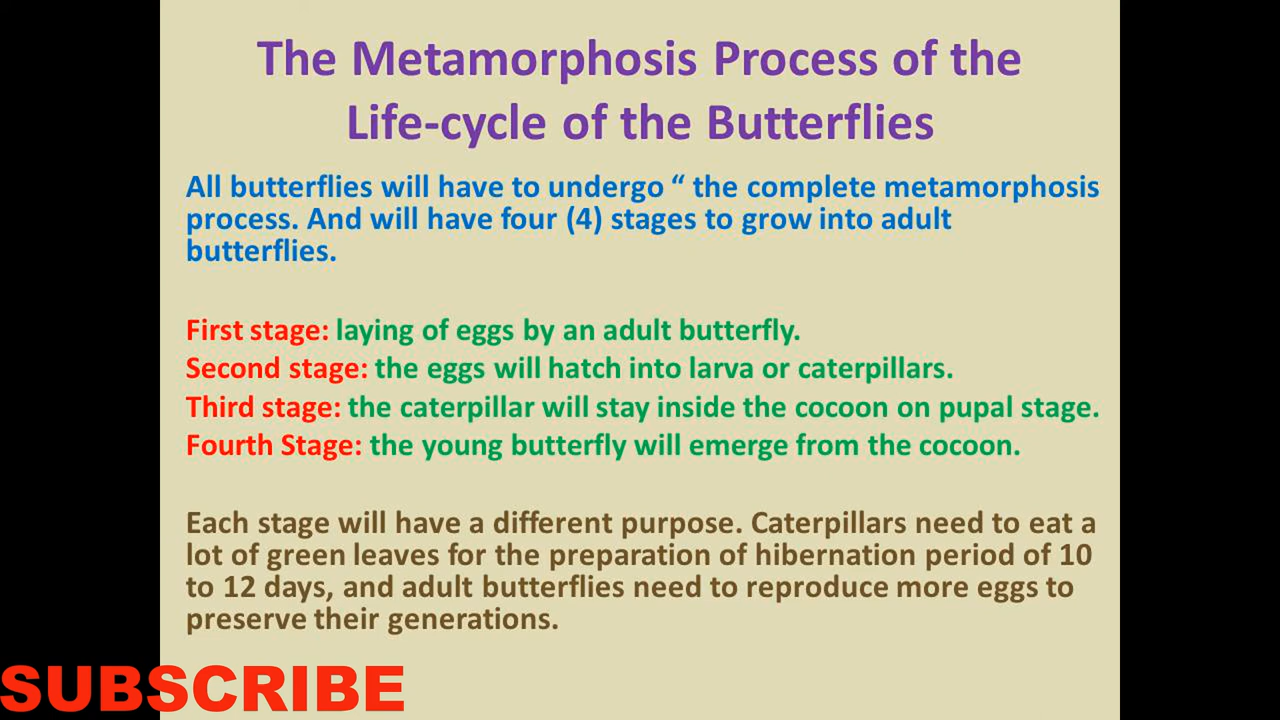 The Metamorphosis Process of the
Life-cycle of the Butterflies
All butterflies will have to undergo “ the complete metamorphosis
process. And will have four (4) stages to grow into adult
butterflies.
First stage: laying of eggs by an adult butterfly.
Second stage: the eggs will hatch into larva or caterpillars.
Third stage: the caterpillar will stay inside the cocoon on pupal stage.
Fourth Stage: the young butterfly will emerge from the cocoon.
Each stage will have a different purpose. Caterpillars need to eat a
lot of green leaves for the preparation of hibernation period of 10
to 12 days, and adult butterflies need to reproduce more eggs to
preserve their generations.
SUBSCRIBE